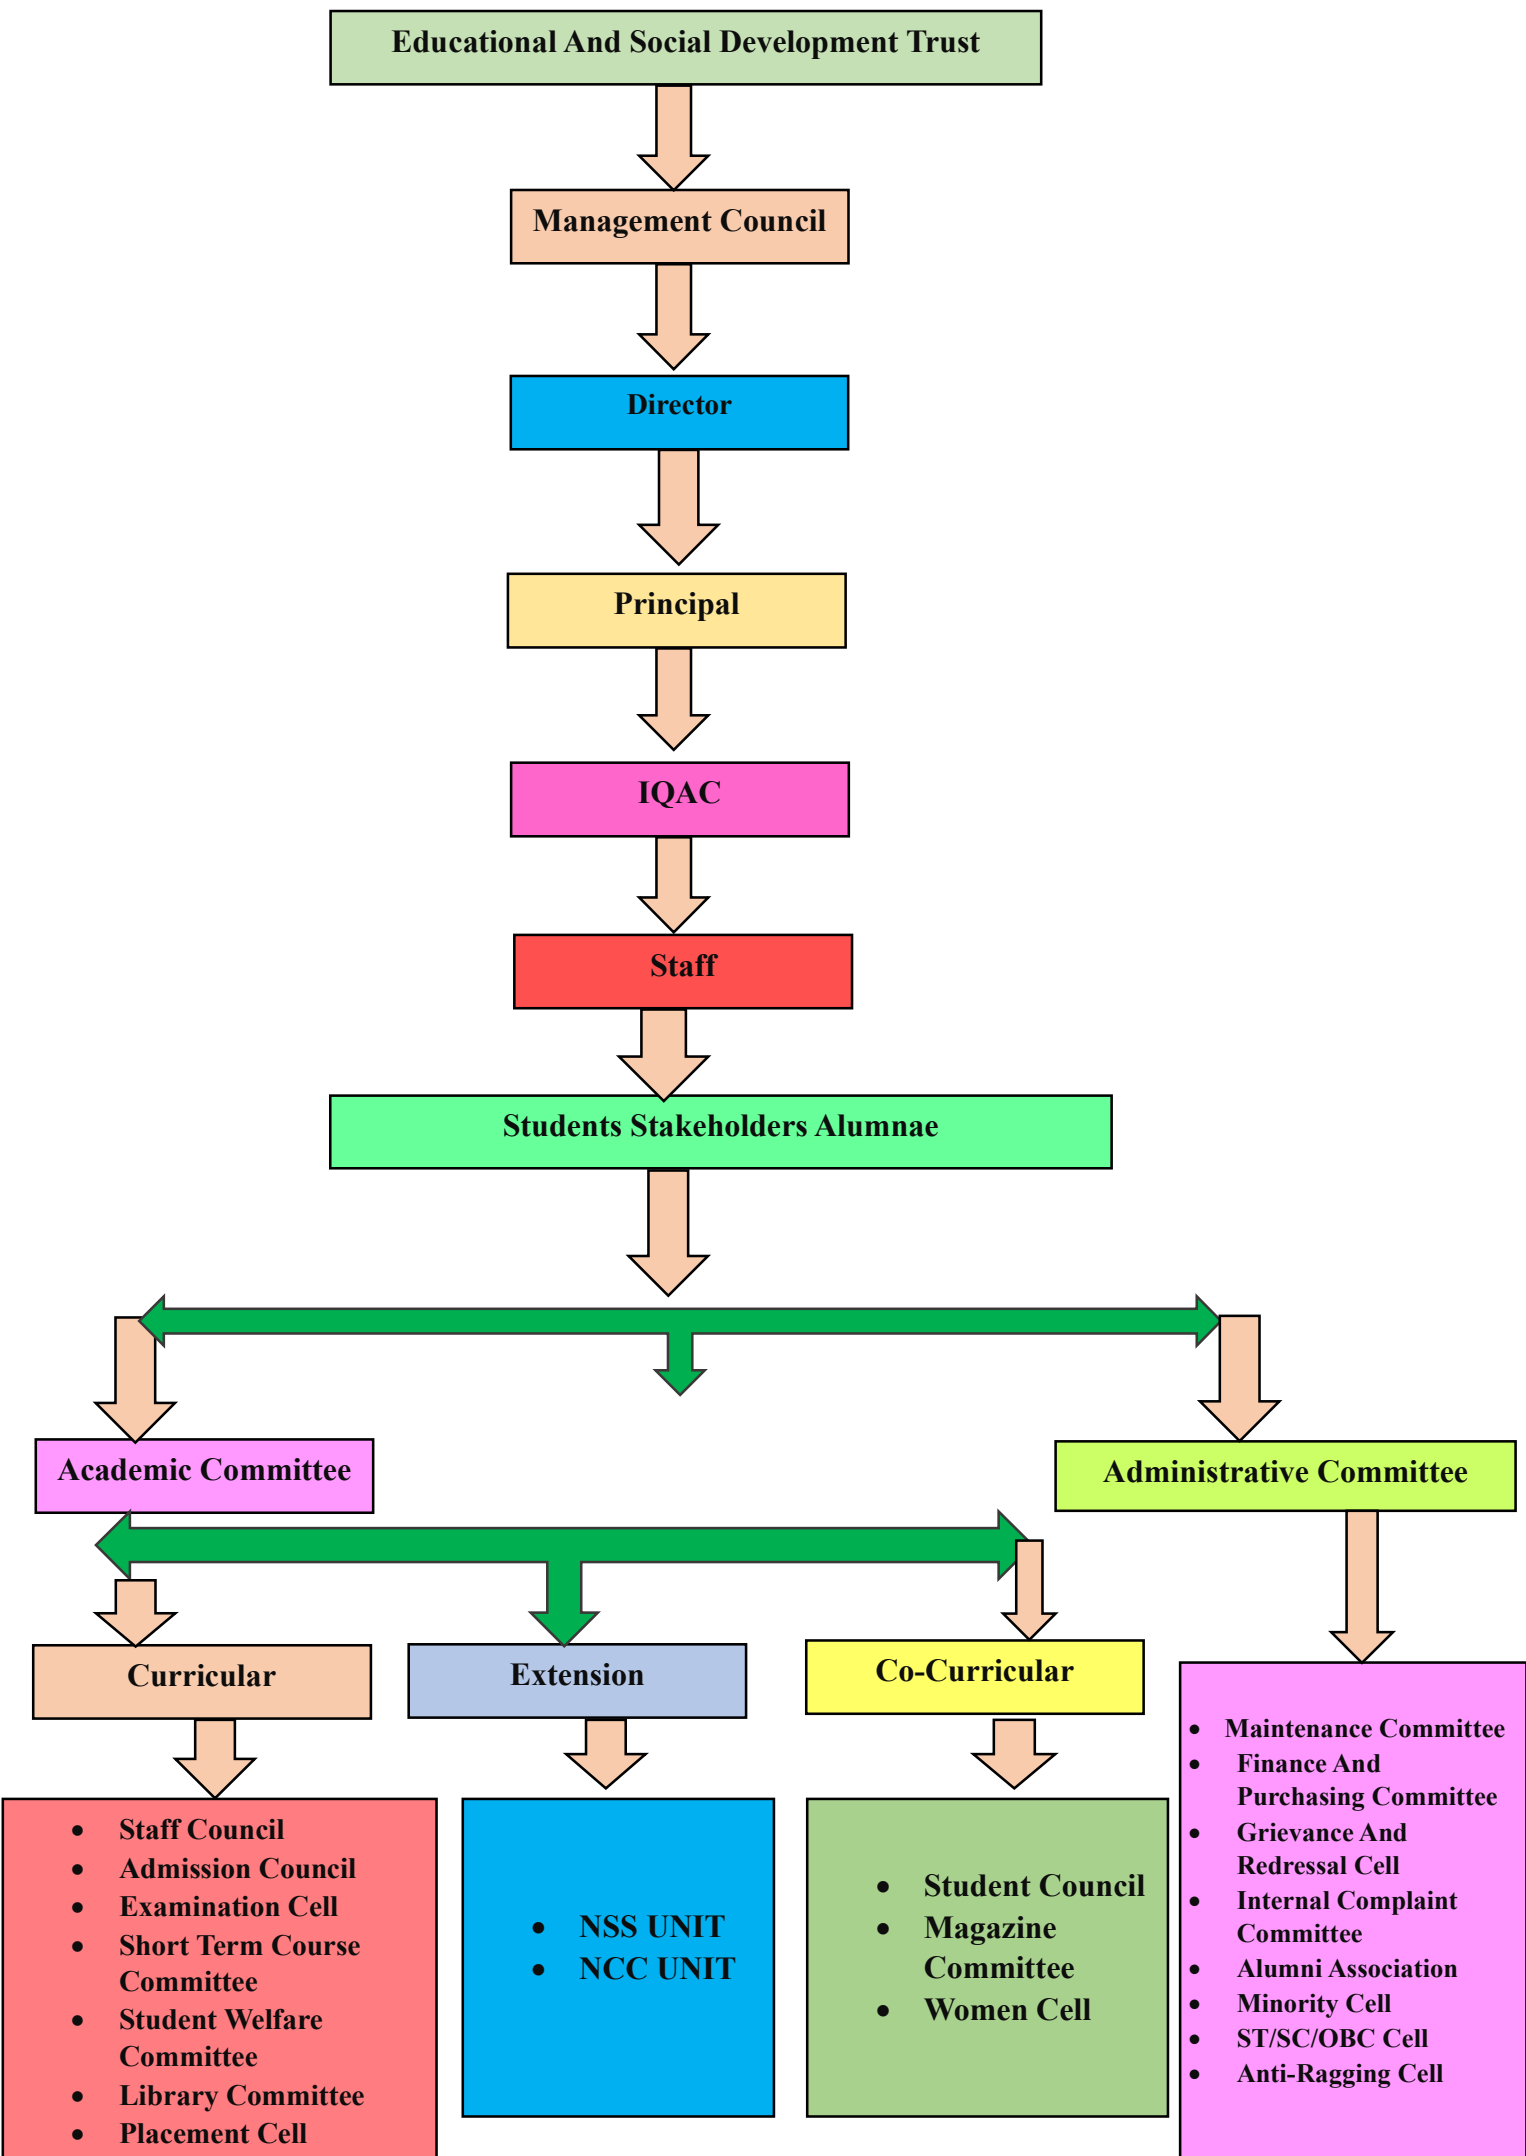 Educational And Social Development Trust
Management Council
Director
Principal
IQAC
Staff
Students Stakeholders Alumnae
Academic Committee
Administrative Committee
Curricular
Extension
Co-Curricular
• Staff Council
• Admission Council
• Examination Cell
• Short Term Course
Committee
• Student Welfare
Committee
• Library Committee
• Placement Cell
• NSS UNIT
• NCC UNIT
• Student Council
• Magazine
Committee
• Women Cell
• Maintenance Committee
• Finance And
Purchasing Committee
• Grievance And
Redressal Cell
• Internal Complaint
Committee
• Alumni Association
• Minority Cell
• ST/SC/OBC Cell
• Anti-Ragging Cell